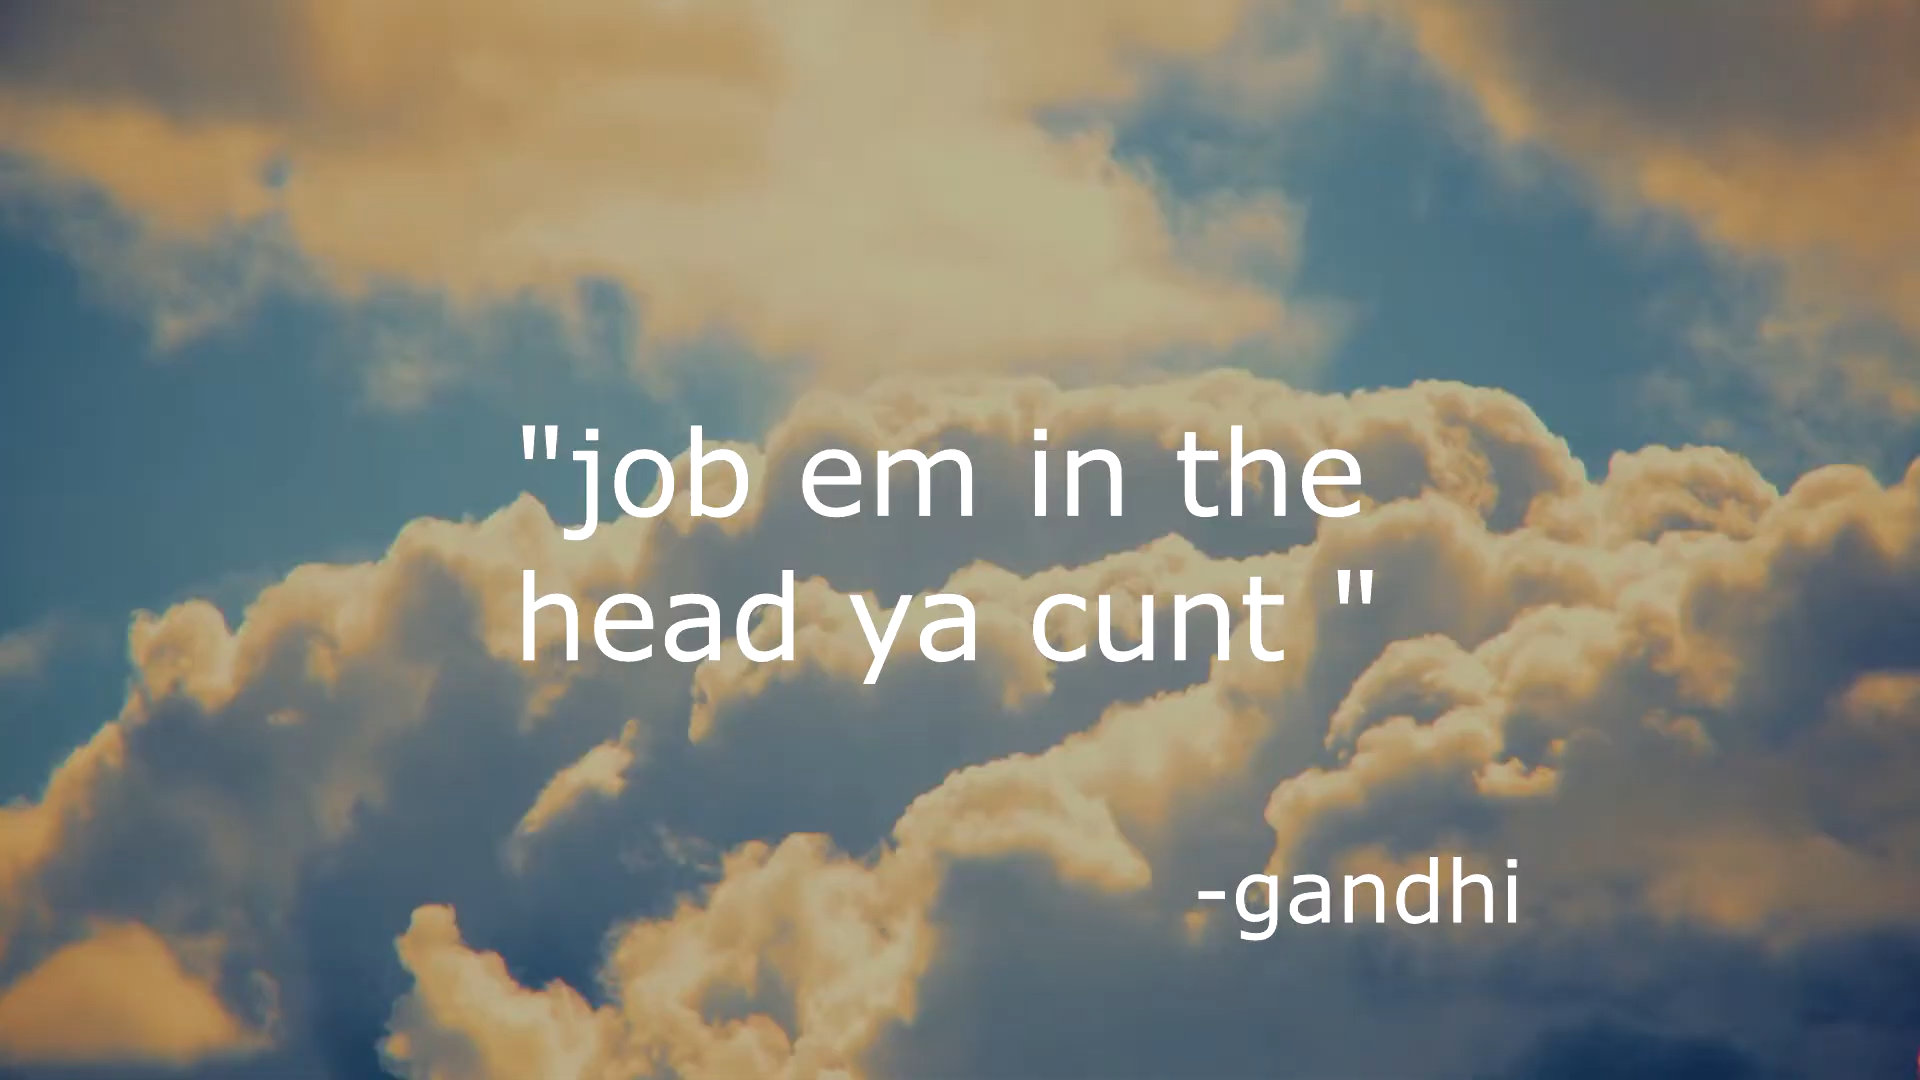 "job em in the
head ya cunt "
-gandhi